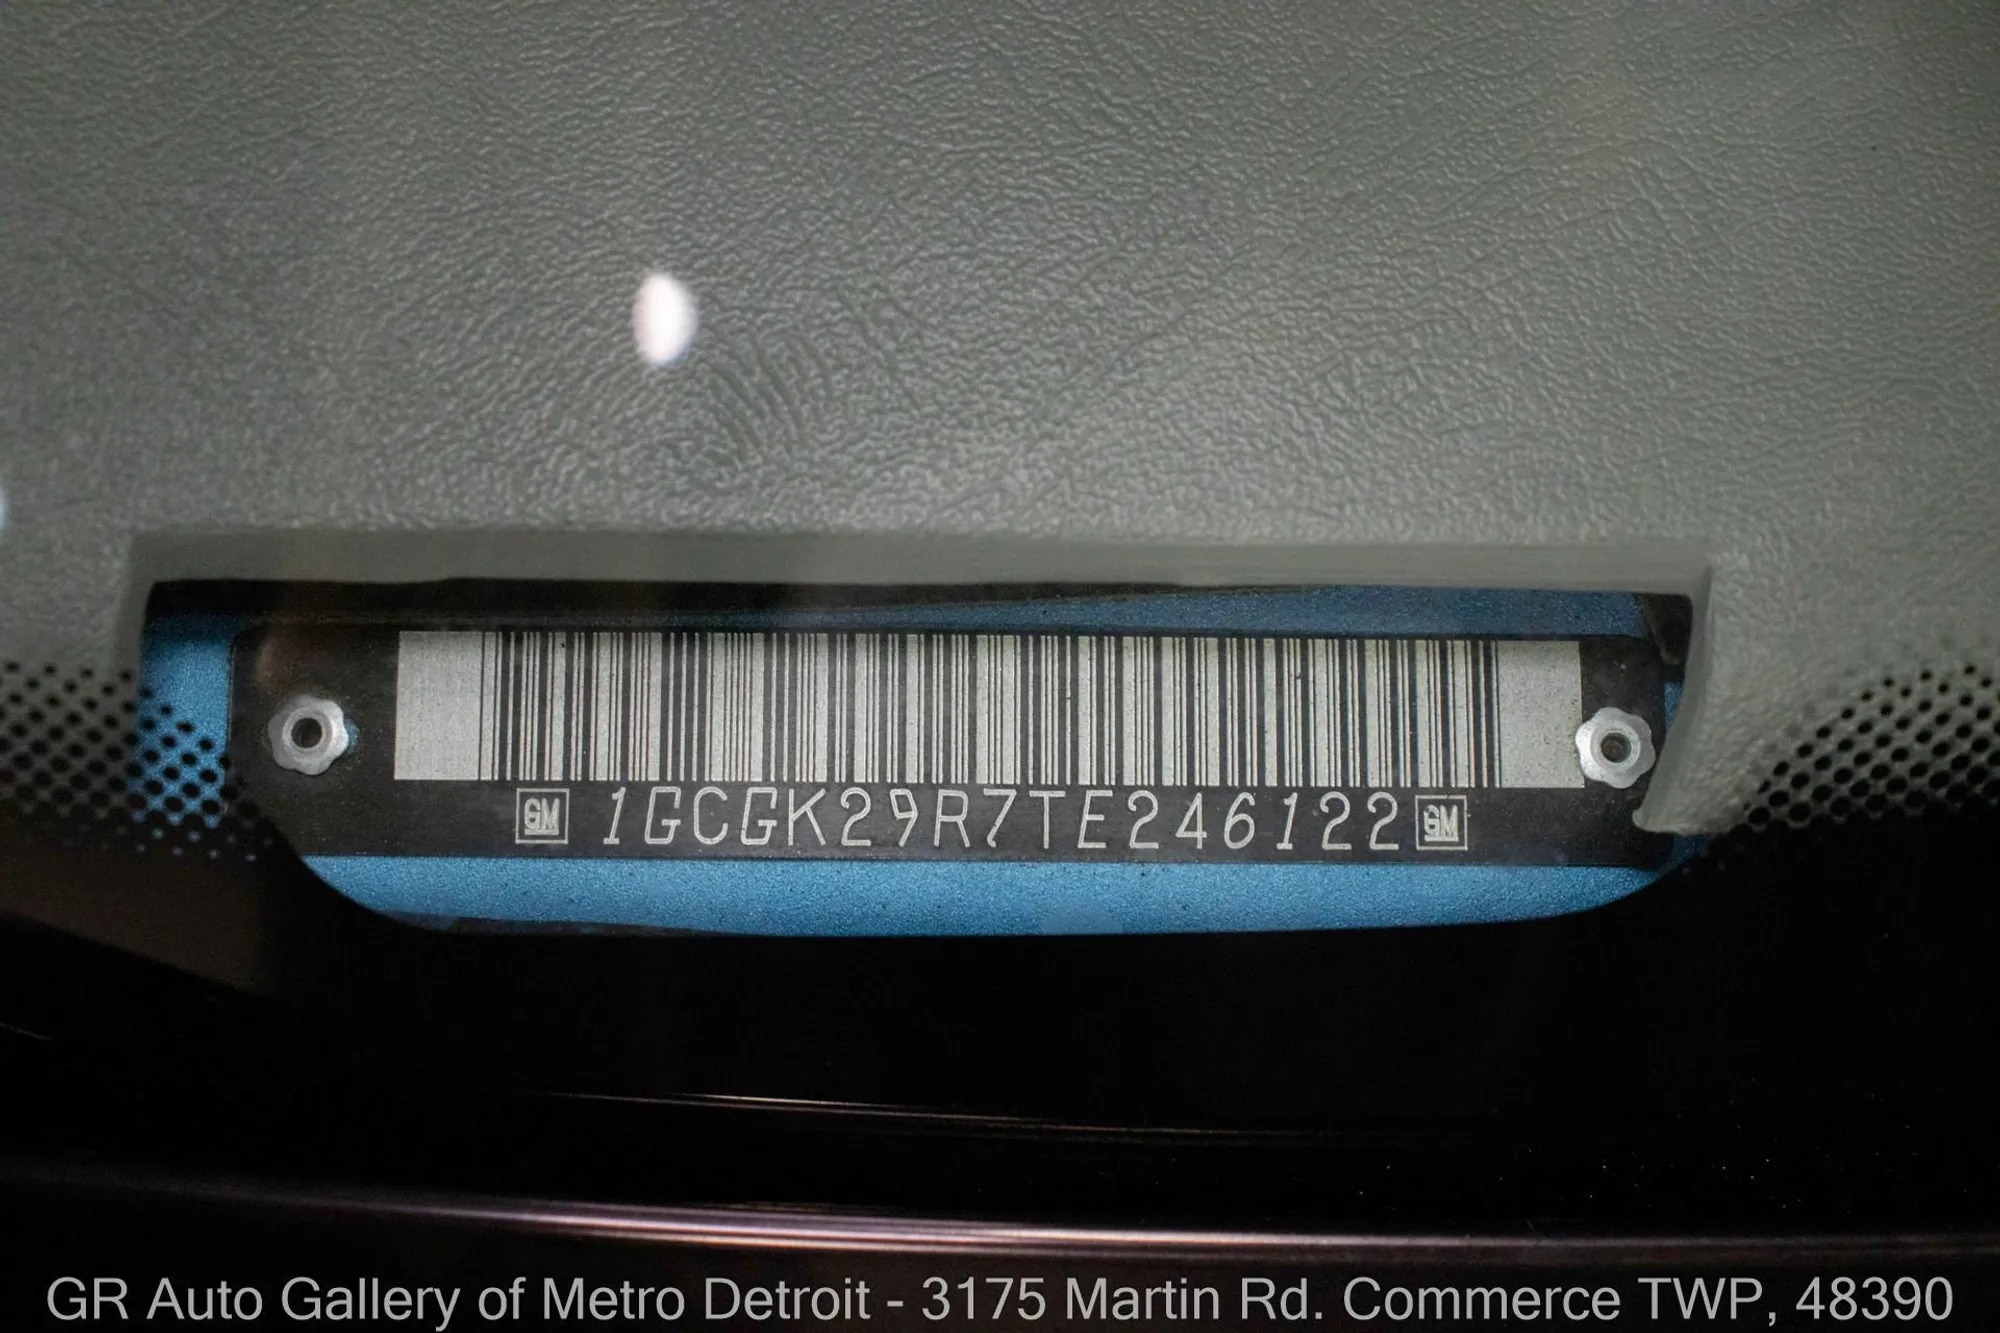 GM 1GCGK29R7TE246122 GM
GR Auto Gallery of Metro Detroit - 3175 Martin Rd. Commerce TWP, 48390